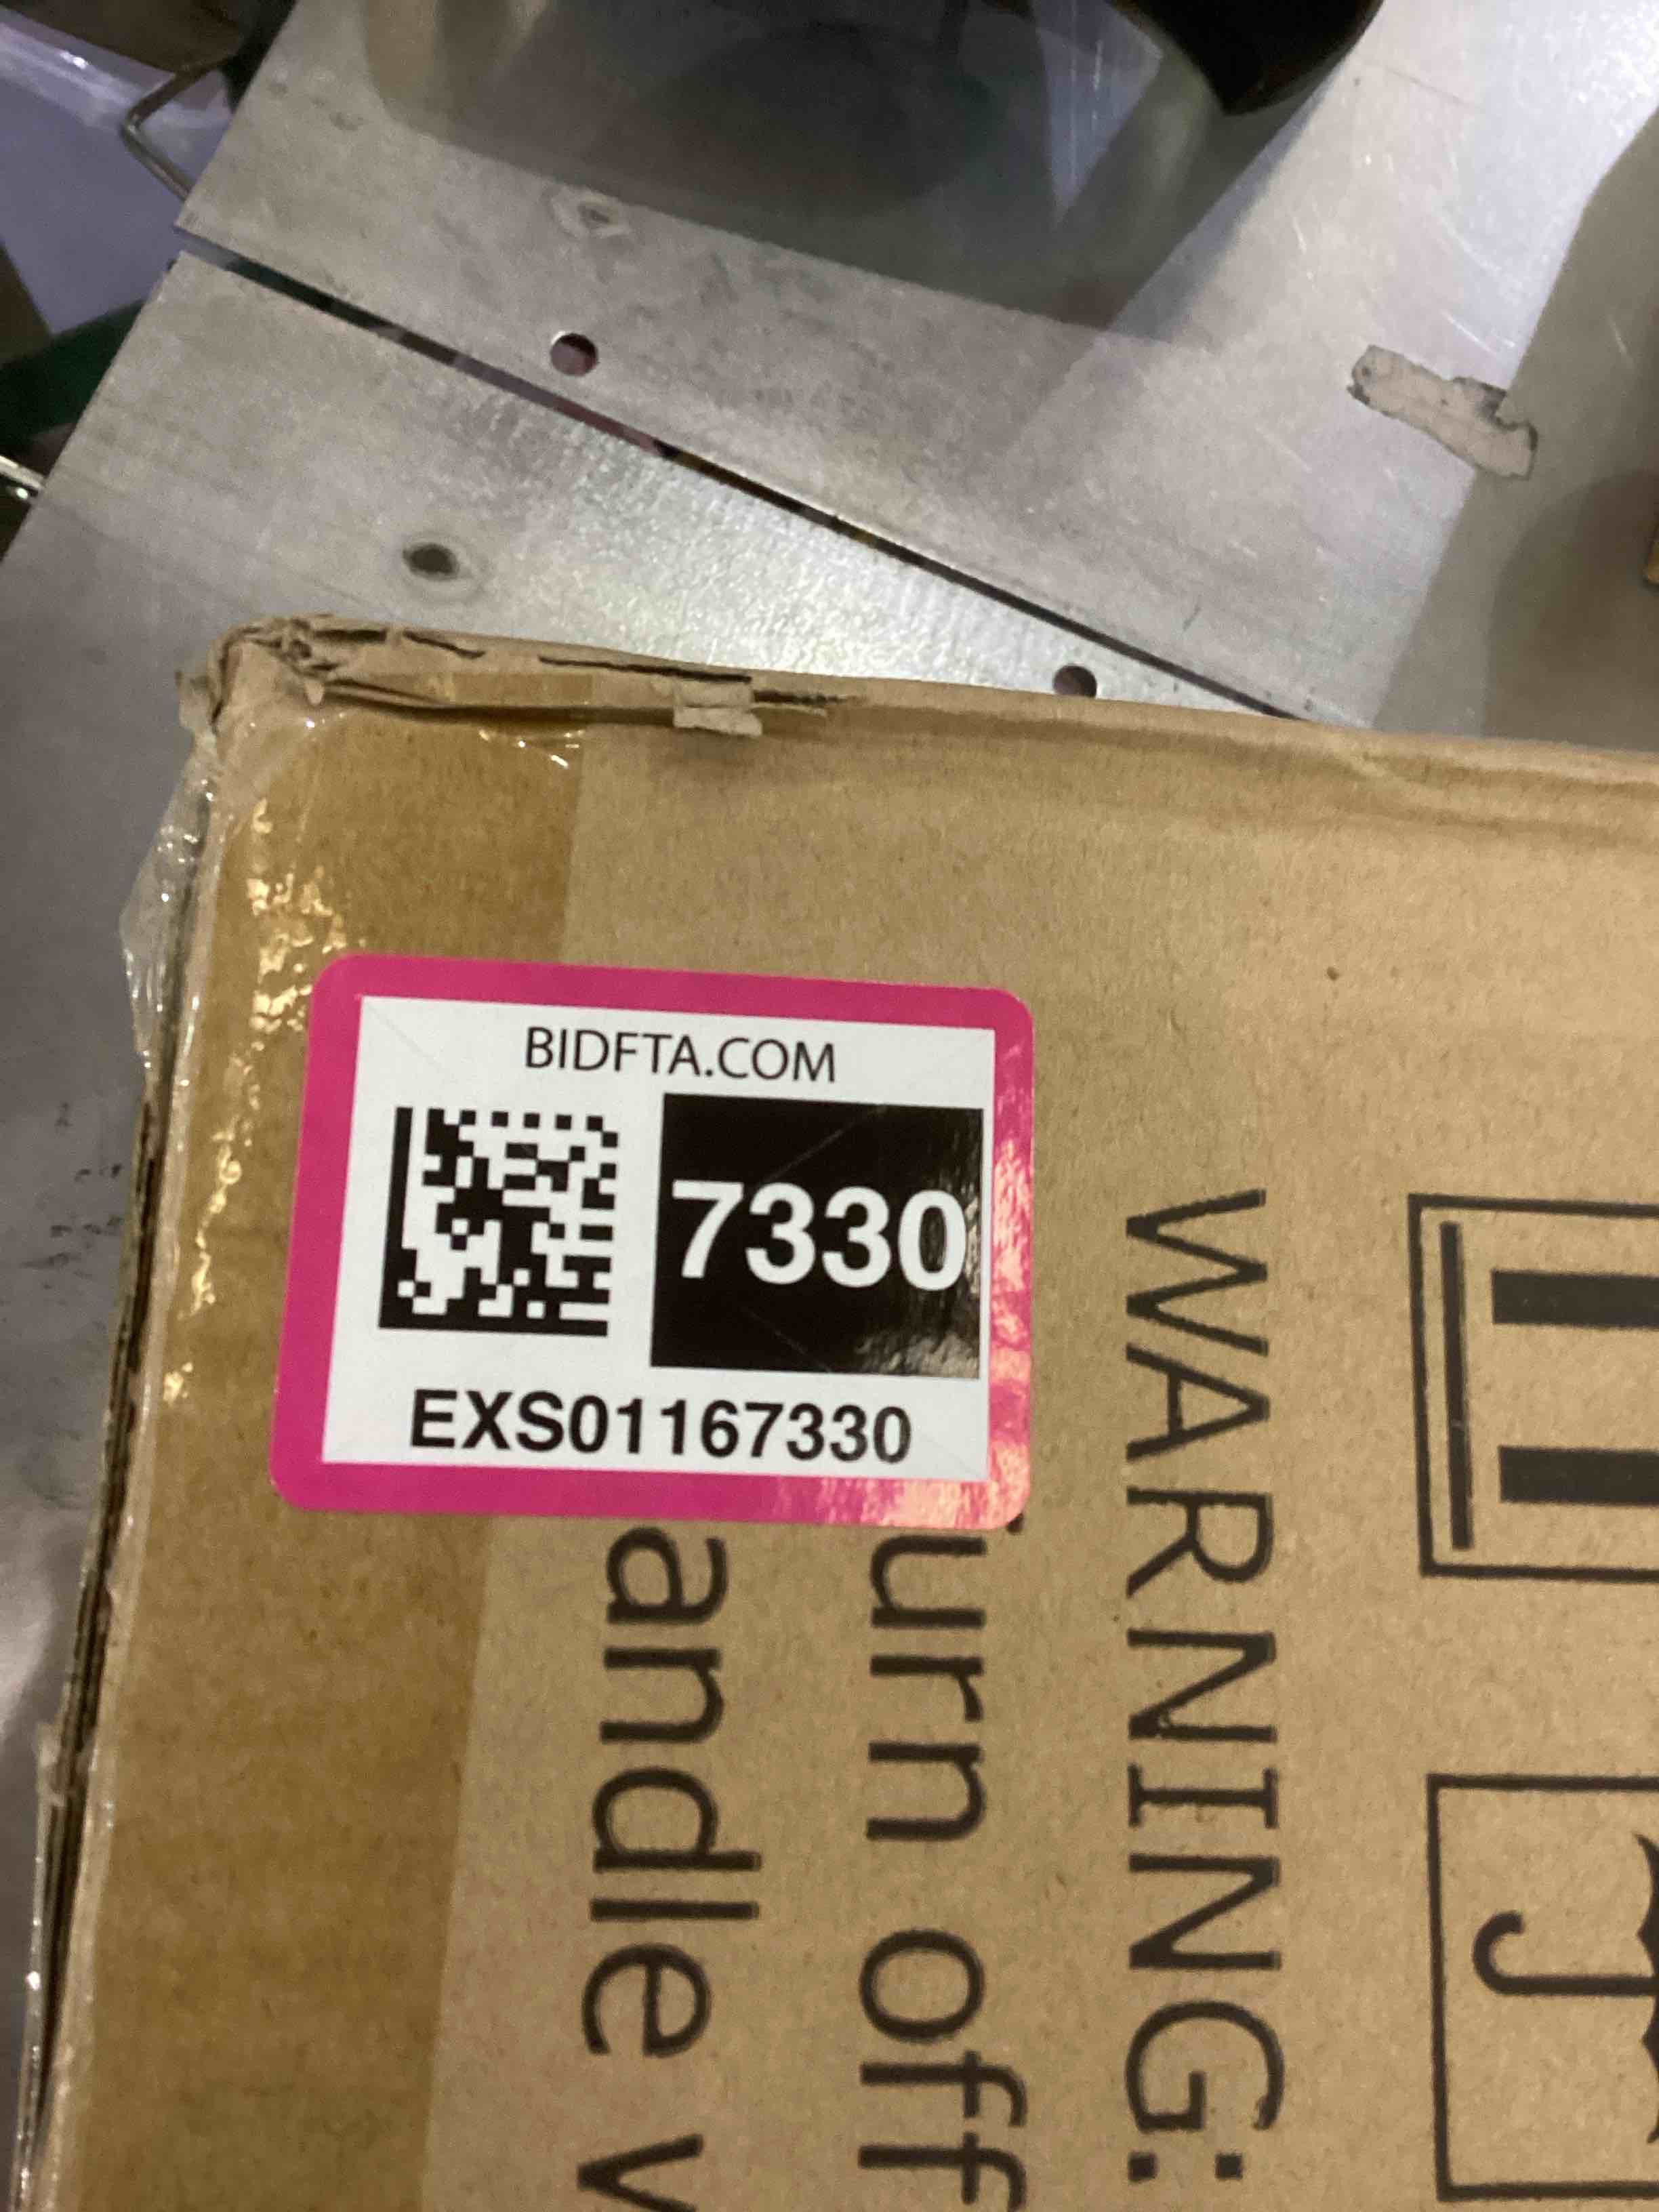 BIDFTA.COM
7330
EXS01167330
WARNING:
urn off
andle